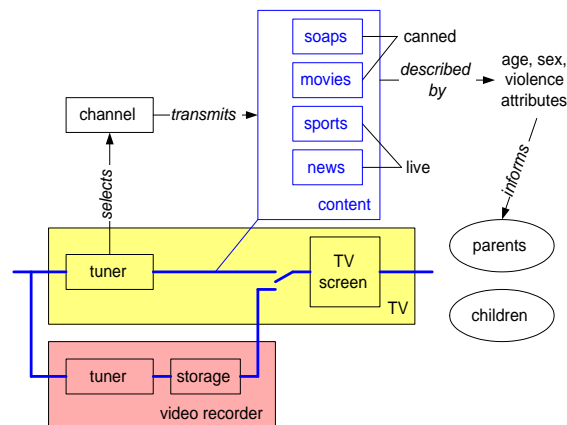 soaps
canned
movies
described
by
age, sex,
violence
attributes
channel
transmits
sports
news
live
content
selects
informs
parents
tuner
TV
screen
TV
children
tuner
storage
video recorder